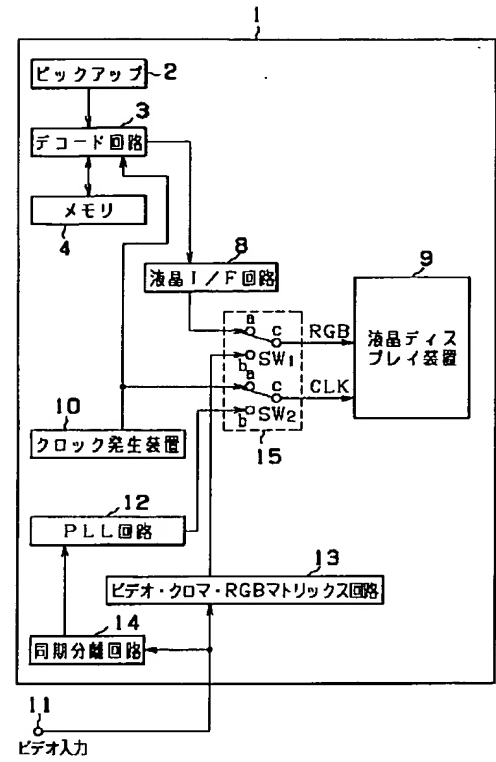 1
ピックアップ
2
3
デコード回路
メモリ
4
8
液晶I/F回路
9
液晶ディス
プレイ装置
a
c
RGB
b
SW1
a
c
CLK
b
SW2
15
10
クロック発生装置
12
PLL回路
13
ビデオ・クロマ・RGBマトリックス回路
14
同期分離回路
11
ビデオ入力